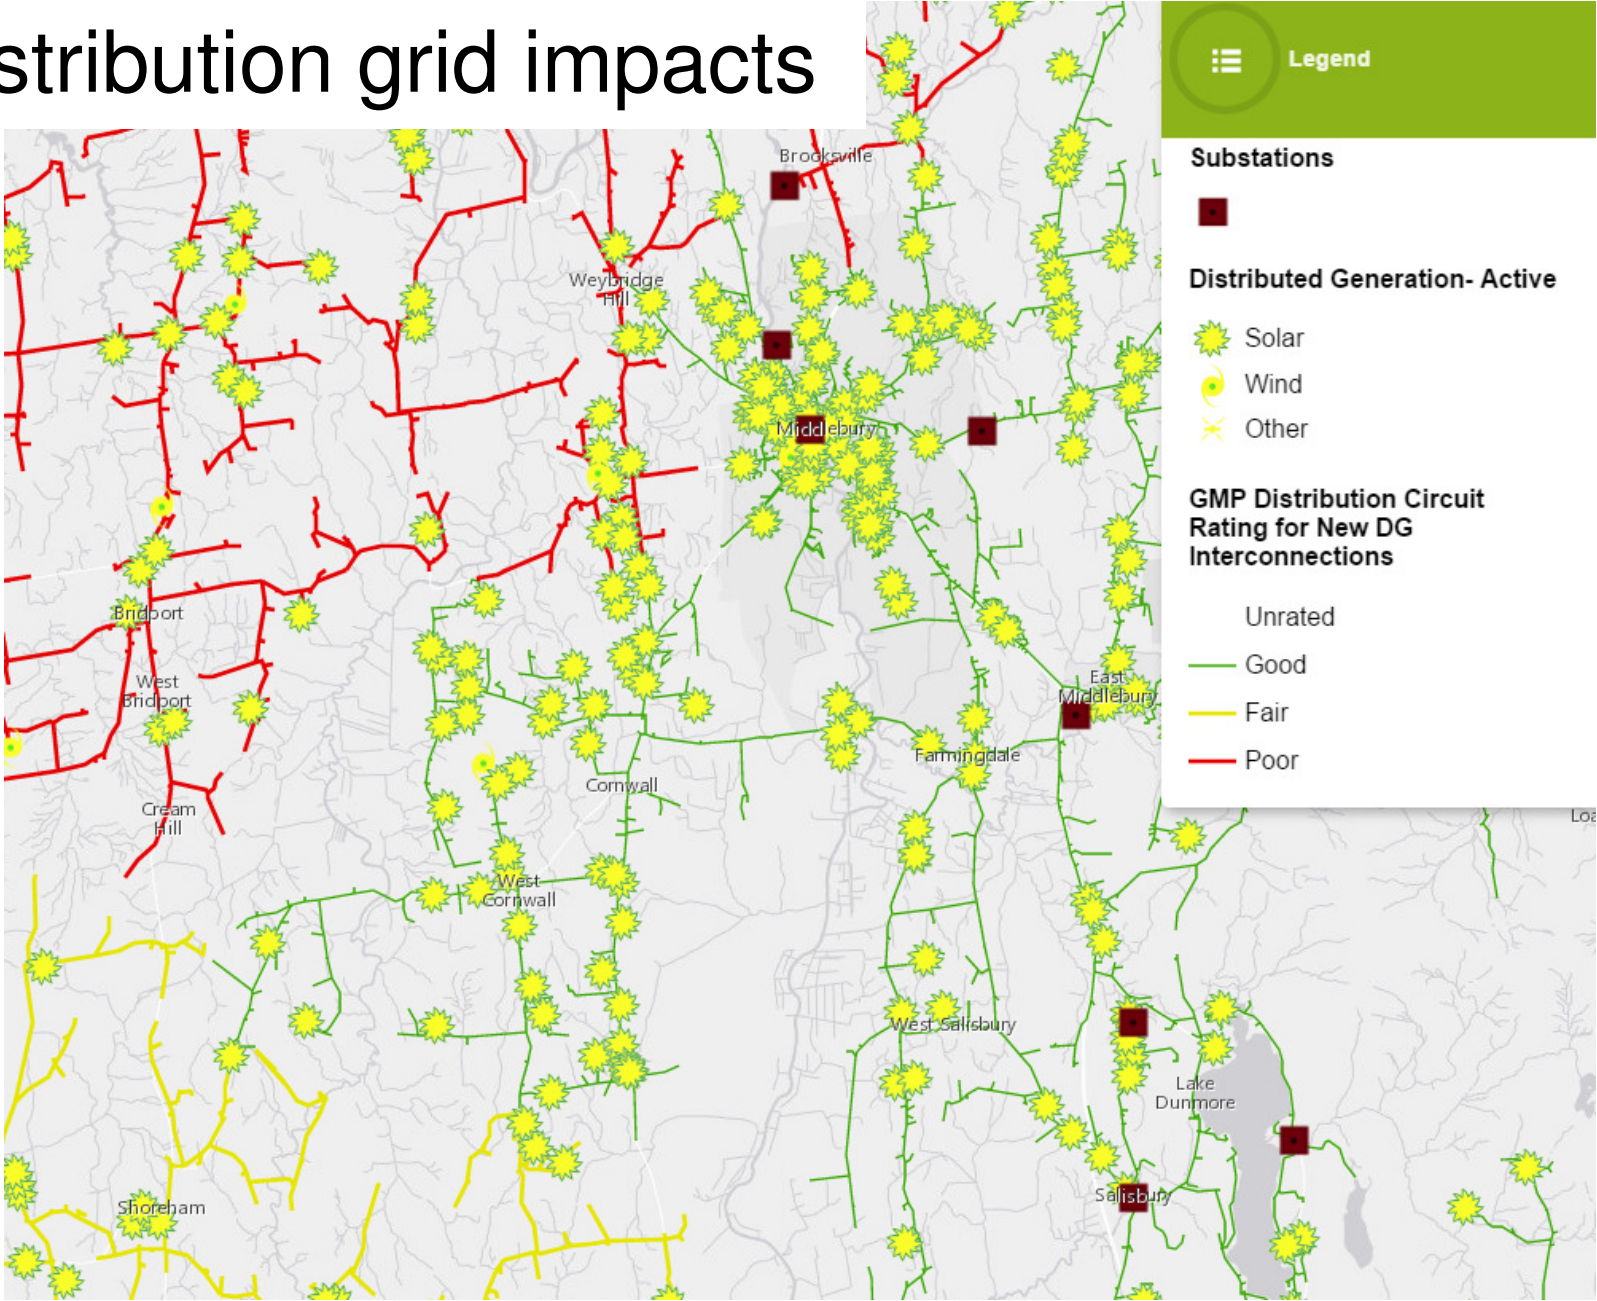 stribution grid impacts
Legend
Substations
Distributed Generation- Active
Solar
Wind
Other
GMP Distribution Circuit
Rating for New DG
Interconnections
Unrated
Good
Fair
Poor
Brooksville
Weybridge
Hill
Middlebury
Bridport
West
Bridport
East
Middlebury
Farmingdale
Cornwall
Cream
Hill
Loa
West
Cornwall
West Salisbury
Lake
Dunmore
Salisbury
Shoreham